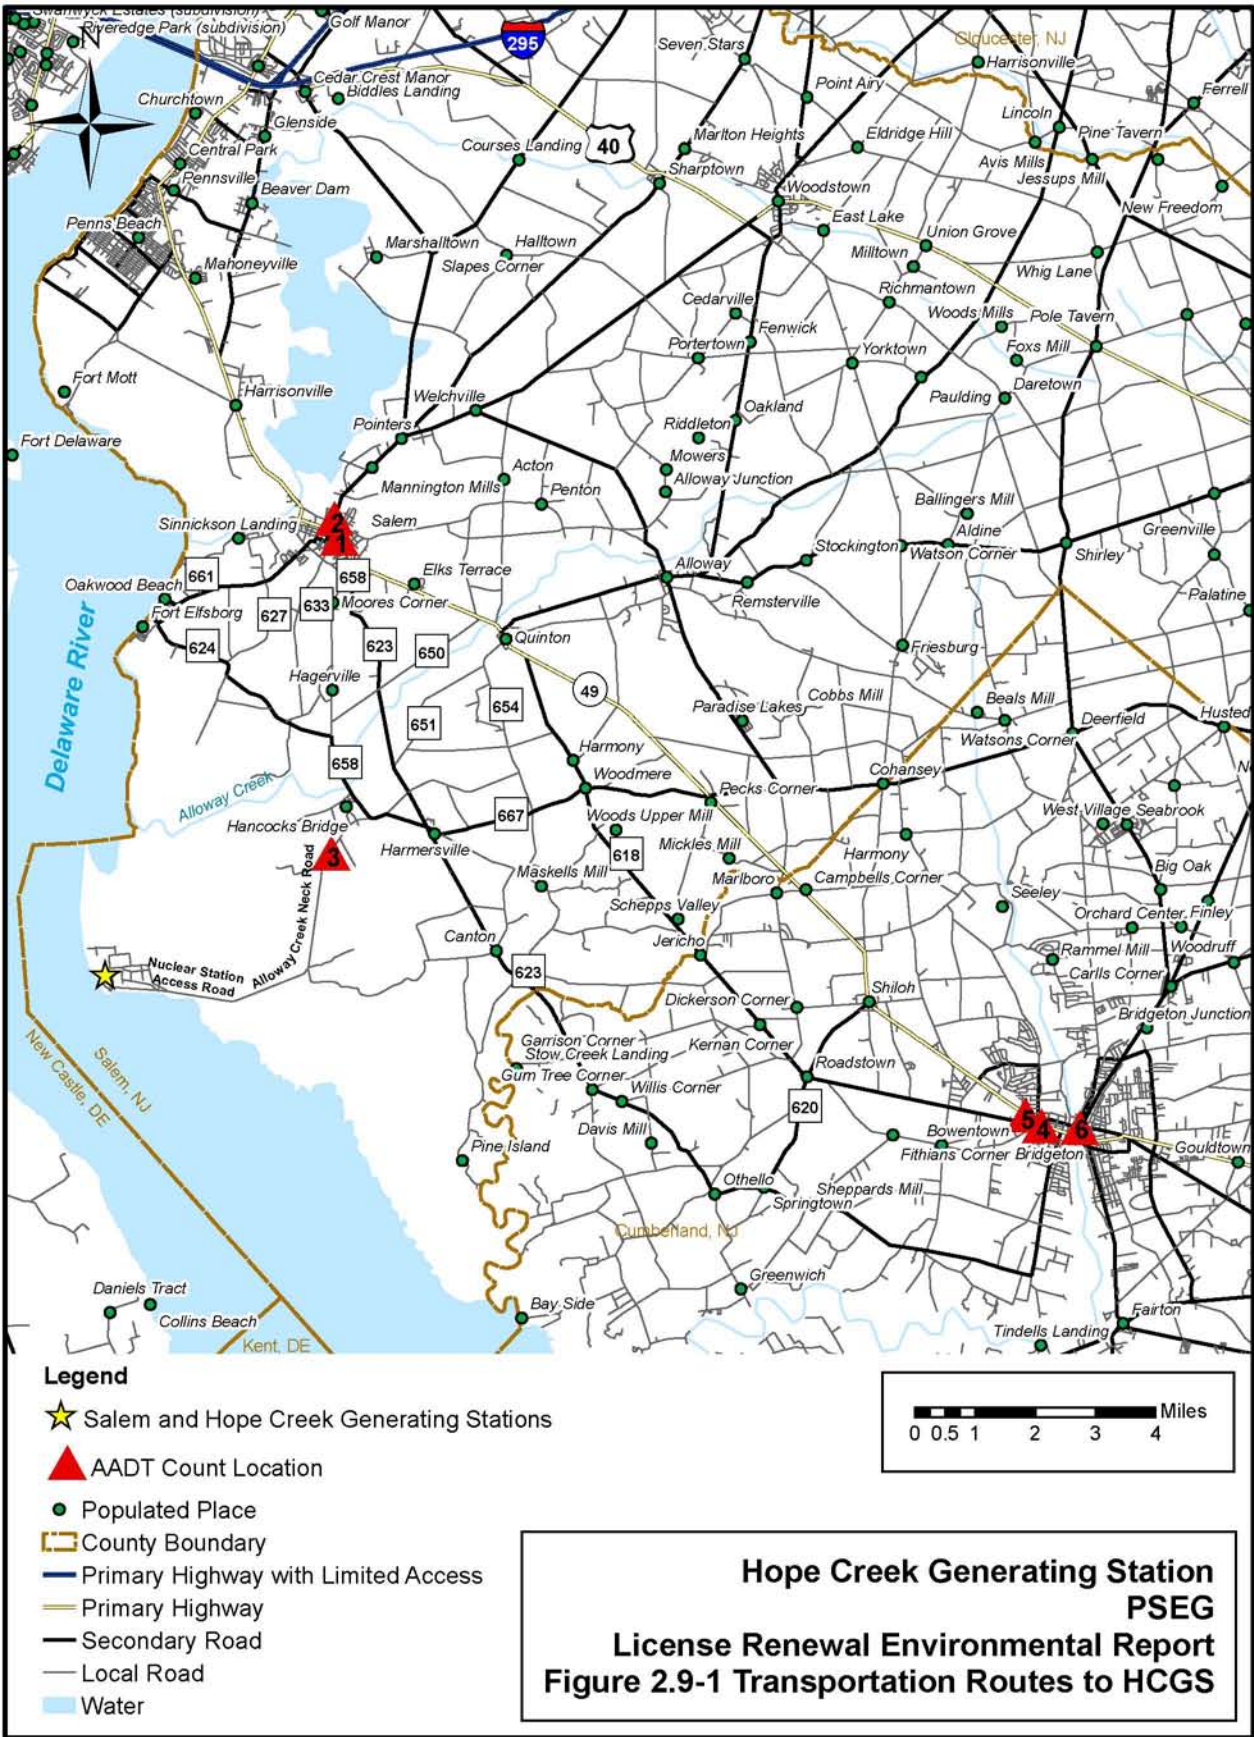 Swanwyck Estates (subdivision)
Riveredge Park (subdivision)
N
Golf Manor
295
Seven Stars
Gloucester, NJ
Harrisonville
Cedar Crest Manor
Biddles Landing
Point Airy
Ferrell
Churchtown
Glenside
Lincoln
Courses Landing
40
Marlton Heights
Eldridge Hill
Pine Tavern
Central Park
Avis Mills
Sharptown
Jessups Mill
Pennsville
Beaver Dam
Woodstown
New Freedom
Penns Beach
East Lake
Union Grove
Marshalltown
Halltown
Milltown
Mahoneyville
Slapes Corner
Whig Lane
Richmantown
Cedarville
Woods Mills
Pole Tavern
Fenwick
Portertown
Yorktown
Foxs Mill
Fort Mott
Harrisonville
Welchville
Daretown
Paulding
Oakland
Pointers
Riddleton
Fort Delaware
Mowers
Acton
Mannington Mills
Alloway Junction
Penton
Ballingers Mill
2
Sinnickson Landing
Salem
Aldine
Greenville
1
Stockington
Watson Corner
Shirley
661
658
Elks Terrace
Alloway
Oakwood Beach
Palatine
Remsterville
633
Moores Corner
Fort Elfsborg
627
Quinton
624
623
650
Friesburg
Delaware River
Hagerville
49
654
Cobbs Mill
Beals Mill
Paradise Lakes
Husted
651
Deerfield
Watsons Corner
Harmony
658
Cohansey
Woodmere
Alloway Creek
Pecks Corner
West Village
Seabrook
667
Woods Upper Mill
Hancocks Bridge
Mickles Mill
Harmersville
Harmony
3
618
Big Oak
Maskells Mill
Marlboro
Campbells Corner
Seeley
Schepps Valley
Orchard Center
Finley
Alloway Creek Neck Road
Canton
Jericho
Rammel Mill
Woodruff
Nuclear Station
Access Road
623
Carlls Corner
Dickerson Corner
Shiloh
Bridgeton Junction
Garrison Corner
Kernan Corner
Stow Creek Landing
Roadstown
New Castle, DE
Salem, NJ
Gum Tree Corner
Willis Corner
620
5
4
6
Davis Mill
Bowentown
Pine Island
Fithians Corner
Bridgeton
Gouldtown
Othello
Sheppards Mill
Springtown
Cumberland, NJ
Greenwich
Daniels Tract
Bay Side
Collins Beach
Fairton
Tindells Landing
Kent, DE
Legend
Salem and Hope Creek Generating Stations
AADT Count Location
Populated Place
County Boundary
Primary Highway with Limited Access
Primary Highway
Secondary Road
Local Road
Water
Miles
0 0.5 1 2 3 4
Hope Creek Generating Station
PSEG
License Renewal Environmental Report
Figure 2.9-1 Transportation Routes to HCGS